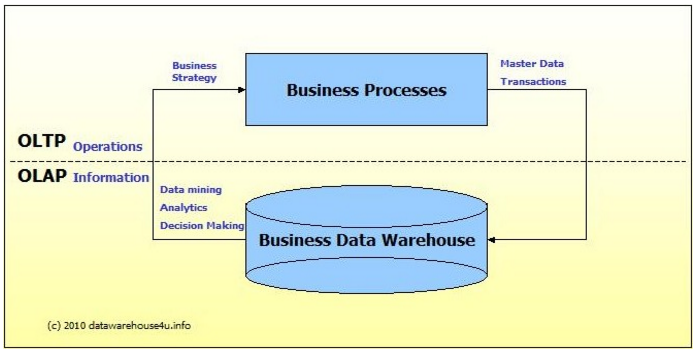 Business
Strategy
Business Processes
Master Data
Transactions
OLTP Operations
OLAP Information
Data mining
Analytics
Decision Making
Business Data Warehouse
(c) 2010 datawarehouse4u.info